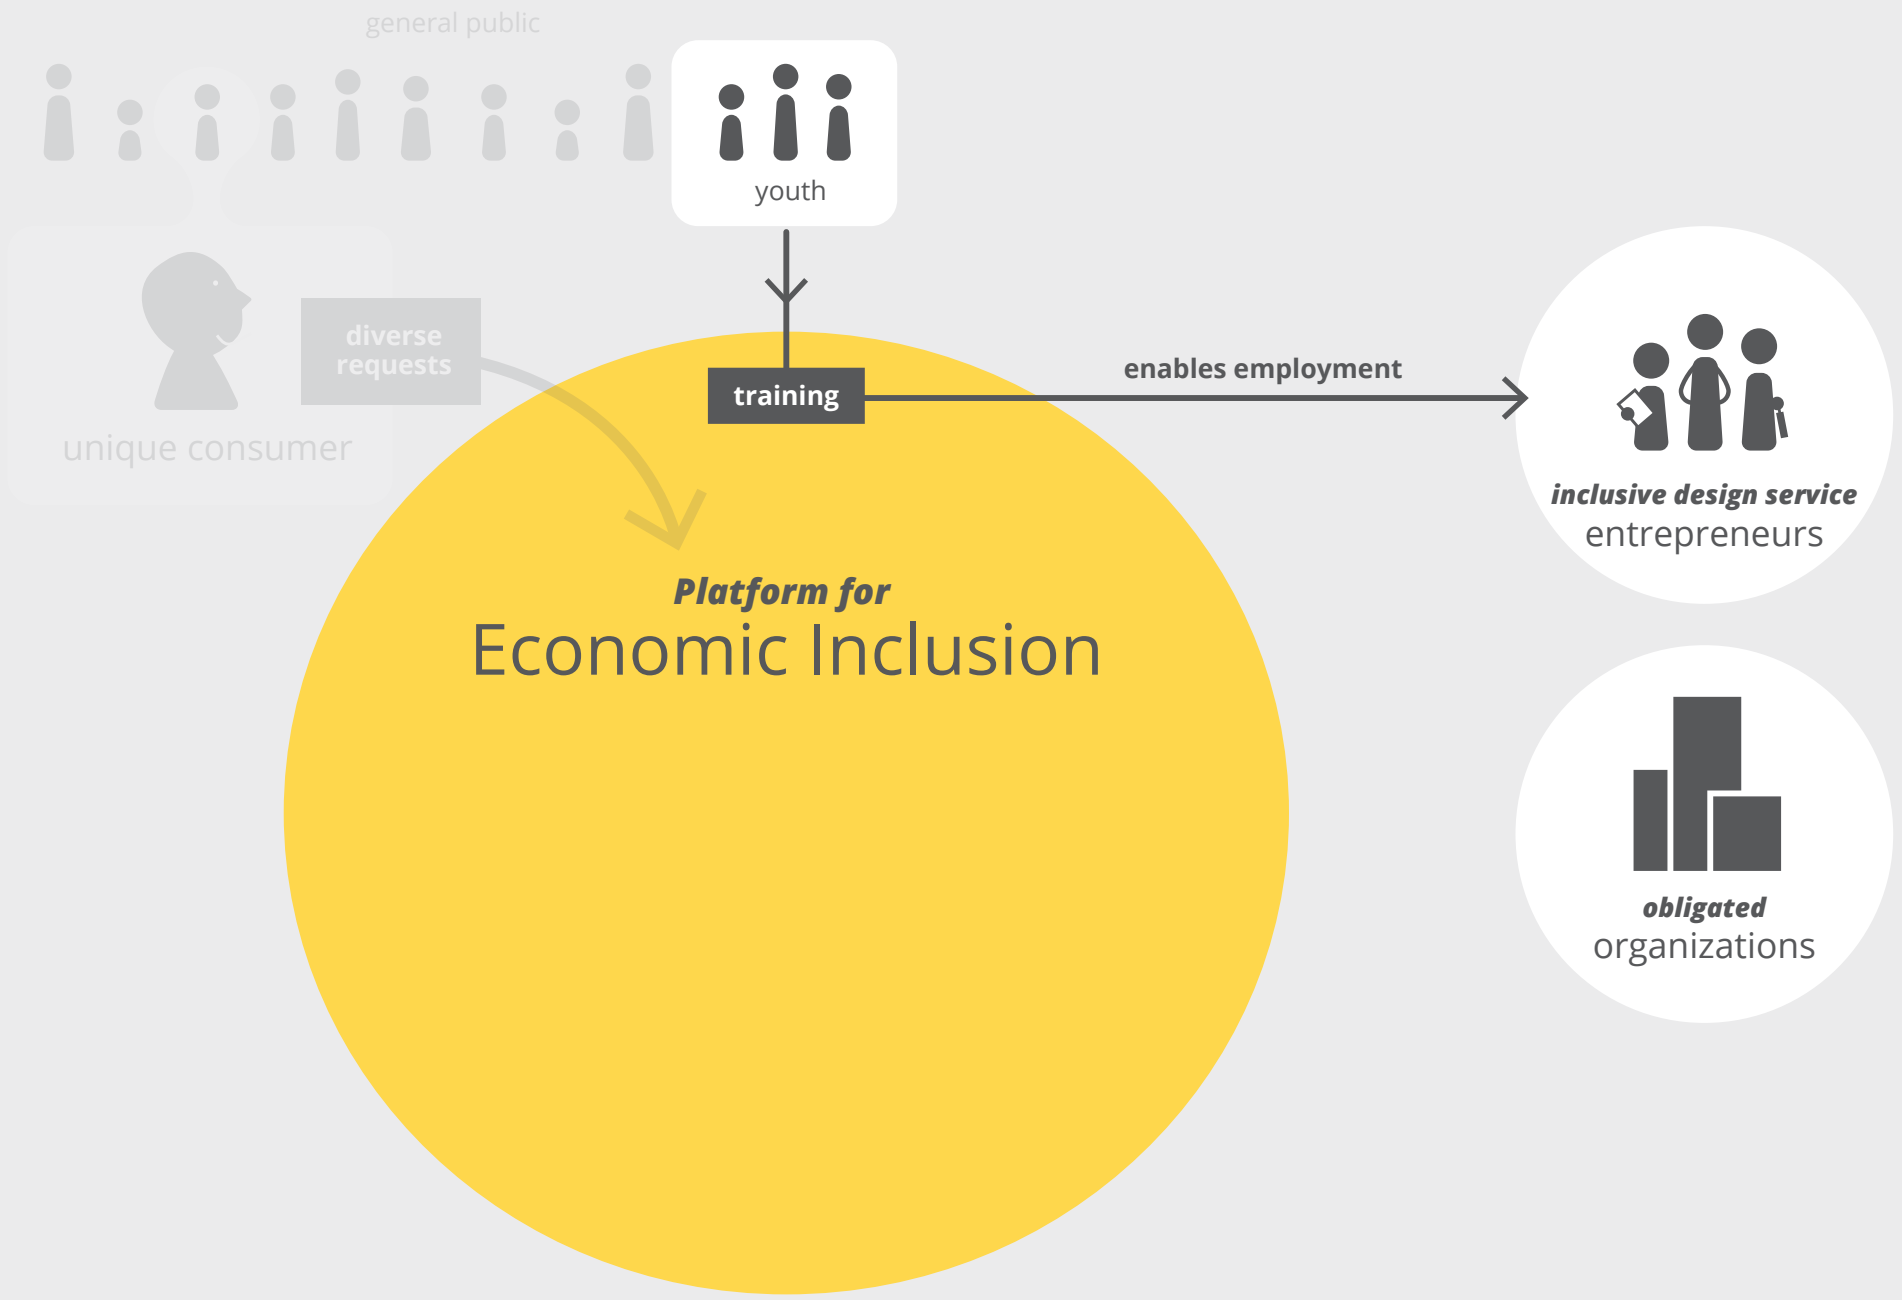 general public
youth
diverse
requests
unique consumer
training
enables employment
Platform for
Economic Inclusion
inclusive design service
entrepreneurs
obligated
organizations